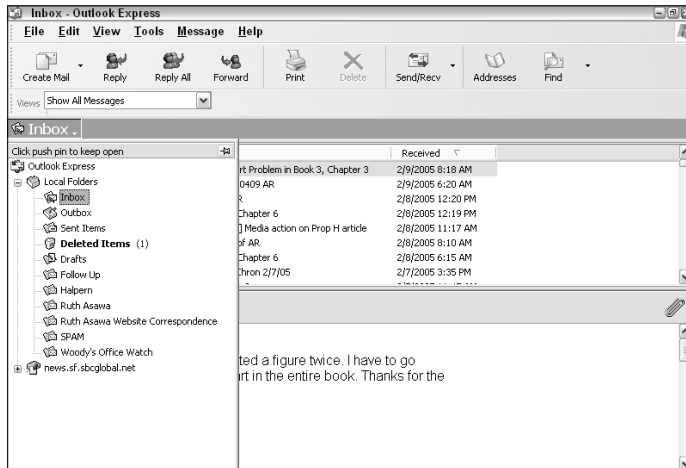 Inbox - Outlook Express
File Edit View Tools Message Help
Create Mail Reply Reply All Forward Print Delete Send/Recv Addresses Find
Views Show All Messages
Inbox
Click push pin to keep open
Outlook Express
Local Folders
Inbox
Outbox
Sent Items
Deleted Items (1)
Drafts
Follow Up
Halpern
Ruth Asawa
Ruth Asawa Website Correspondence
SPAM
Woody's Office Watch
news.sf.sbcglobal.net
Received
rt Problem in Book 3, Chapter 3 2/9/2005 8:18 AM
0409 AR 2/9/2005 6:20 AM
2/8/2005 12:20 PM
Chapter 6 2/8/2005 12:19 PM
] Media action on Prop H article 2/8/2005 11:17 AM
of AR 2/8/2005 8:10 AM
Chapter 6 2/8/2005 6:15 AM
Chron 2/7/05 2/7/2005 3:35 PM
ted a figure twice. I have to go
rt in the entire book. Thanks for the